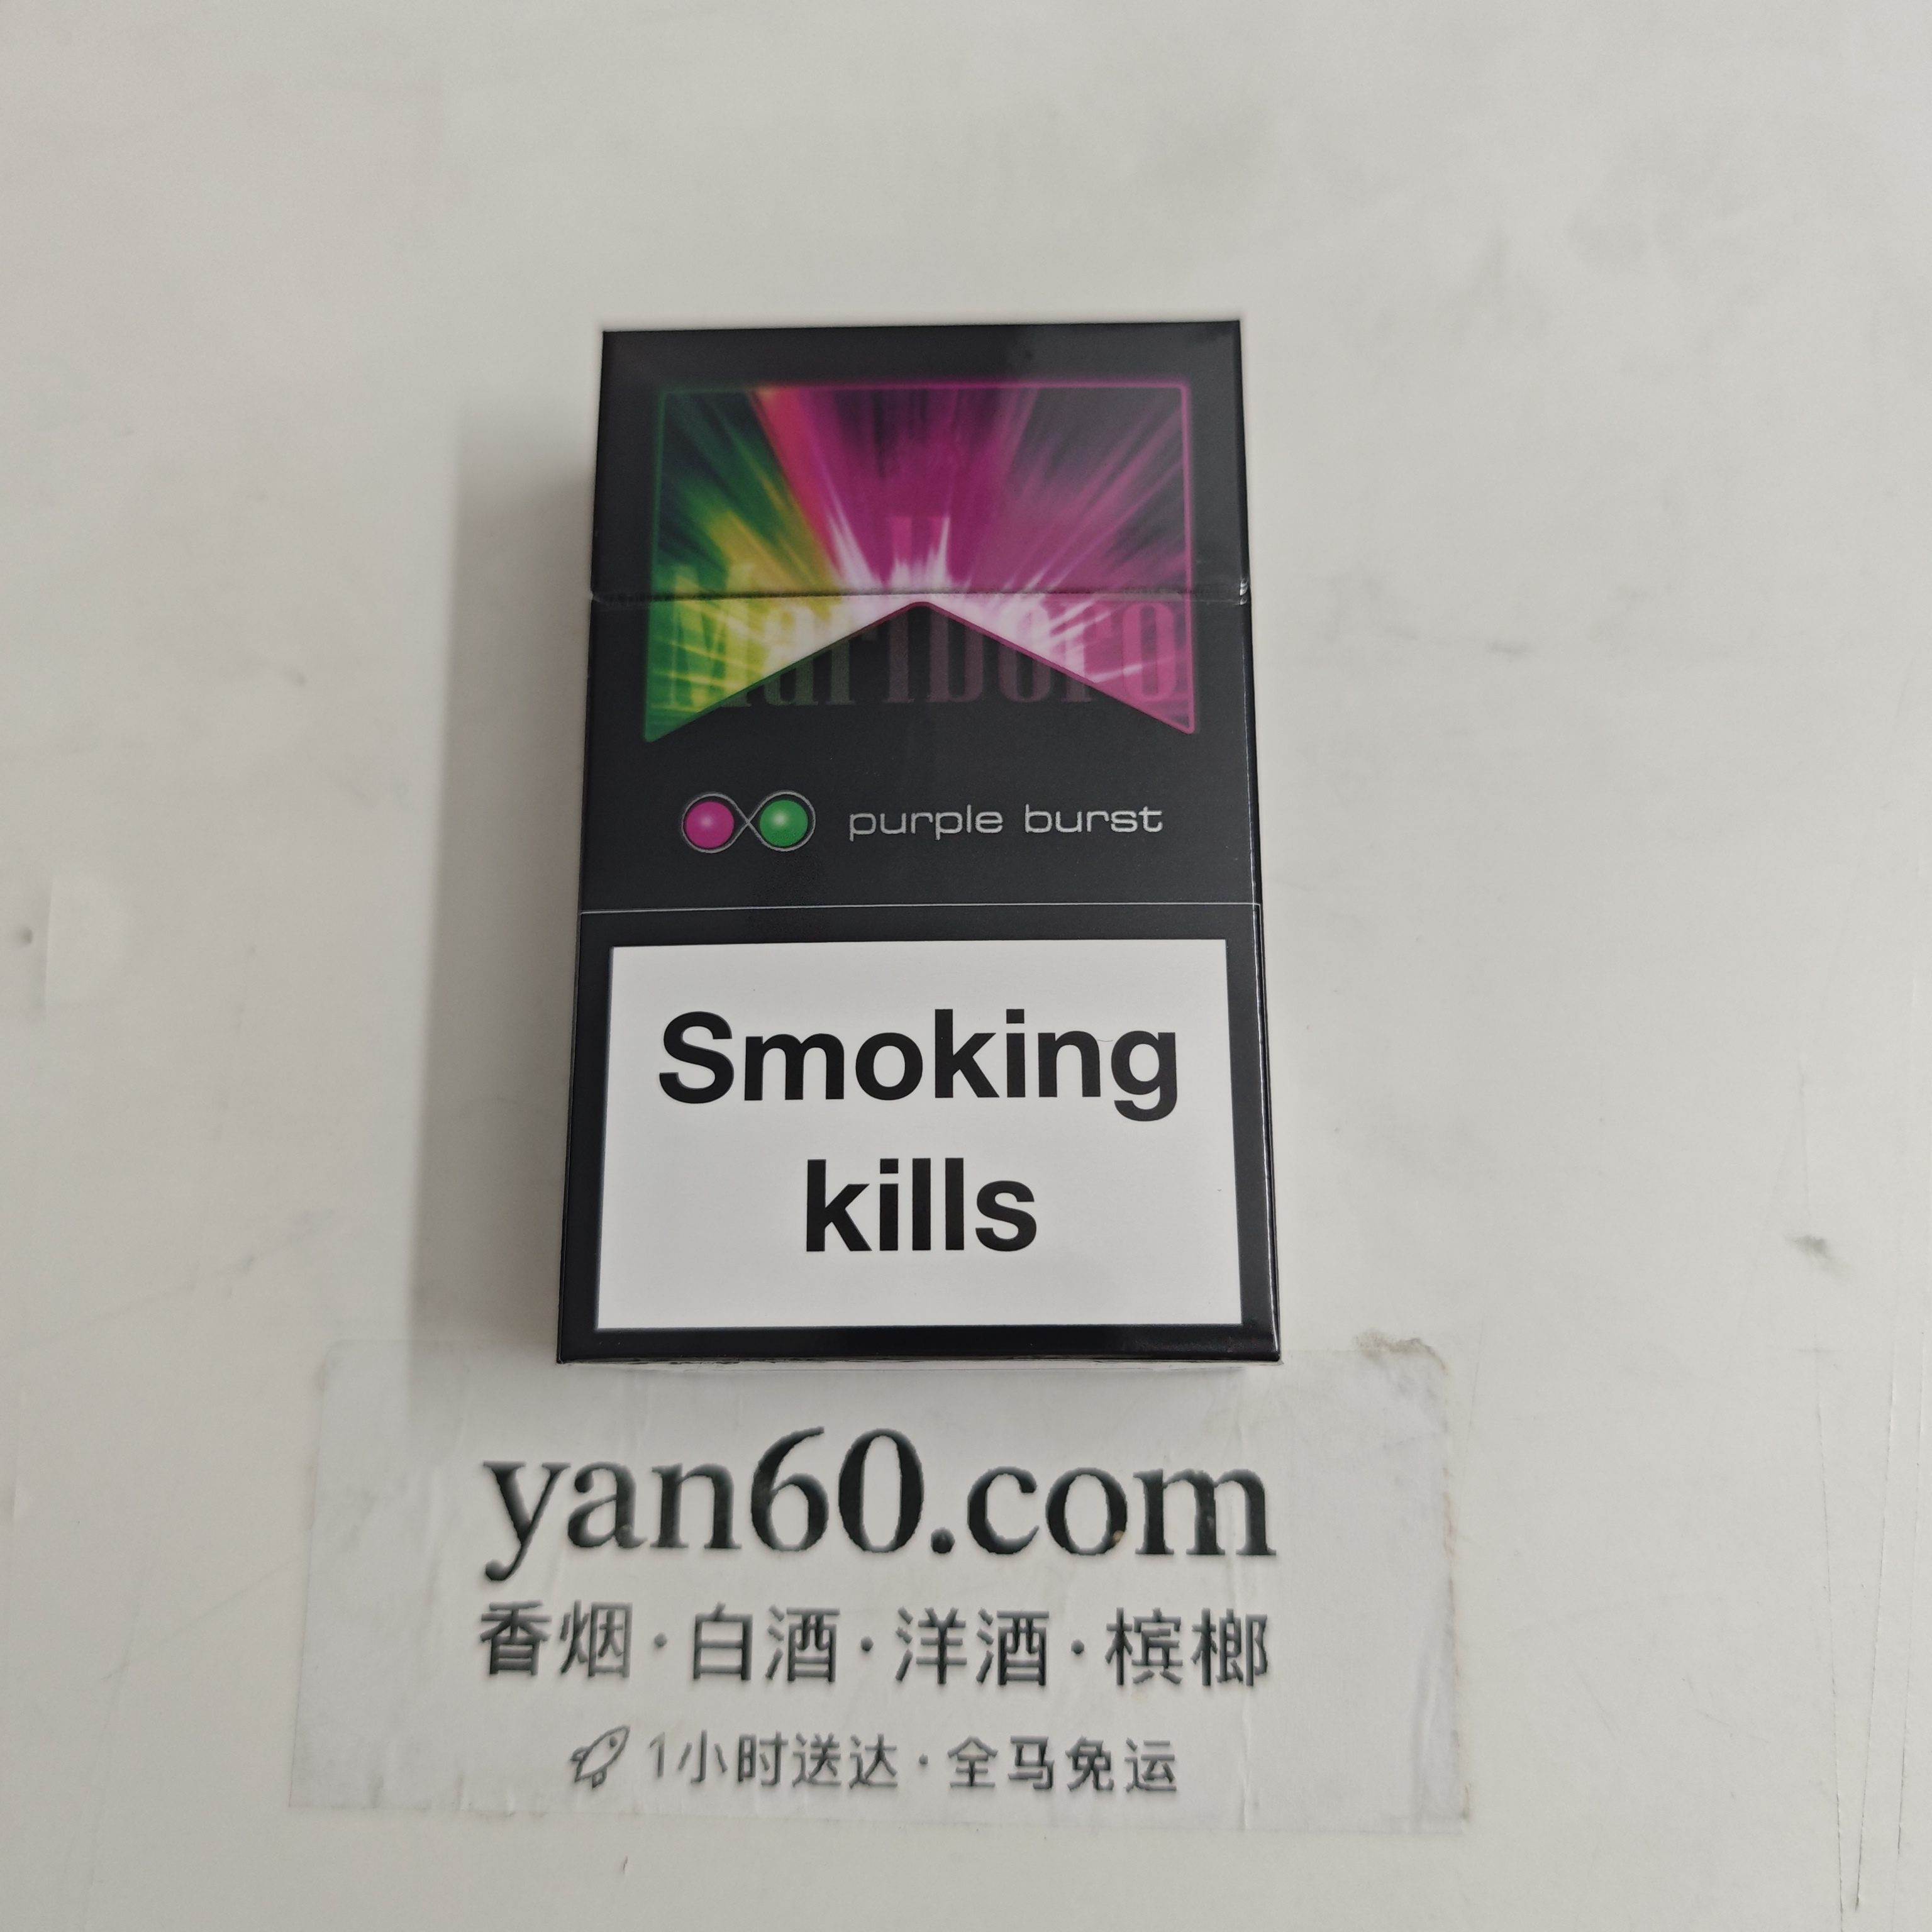 Marlboro
purple burst
Smoking
kills
yan60.com
香烟·白酒·洋酒·槟榔
1小时送达·全马免运